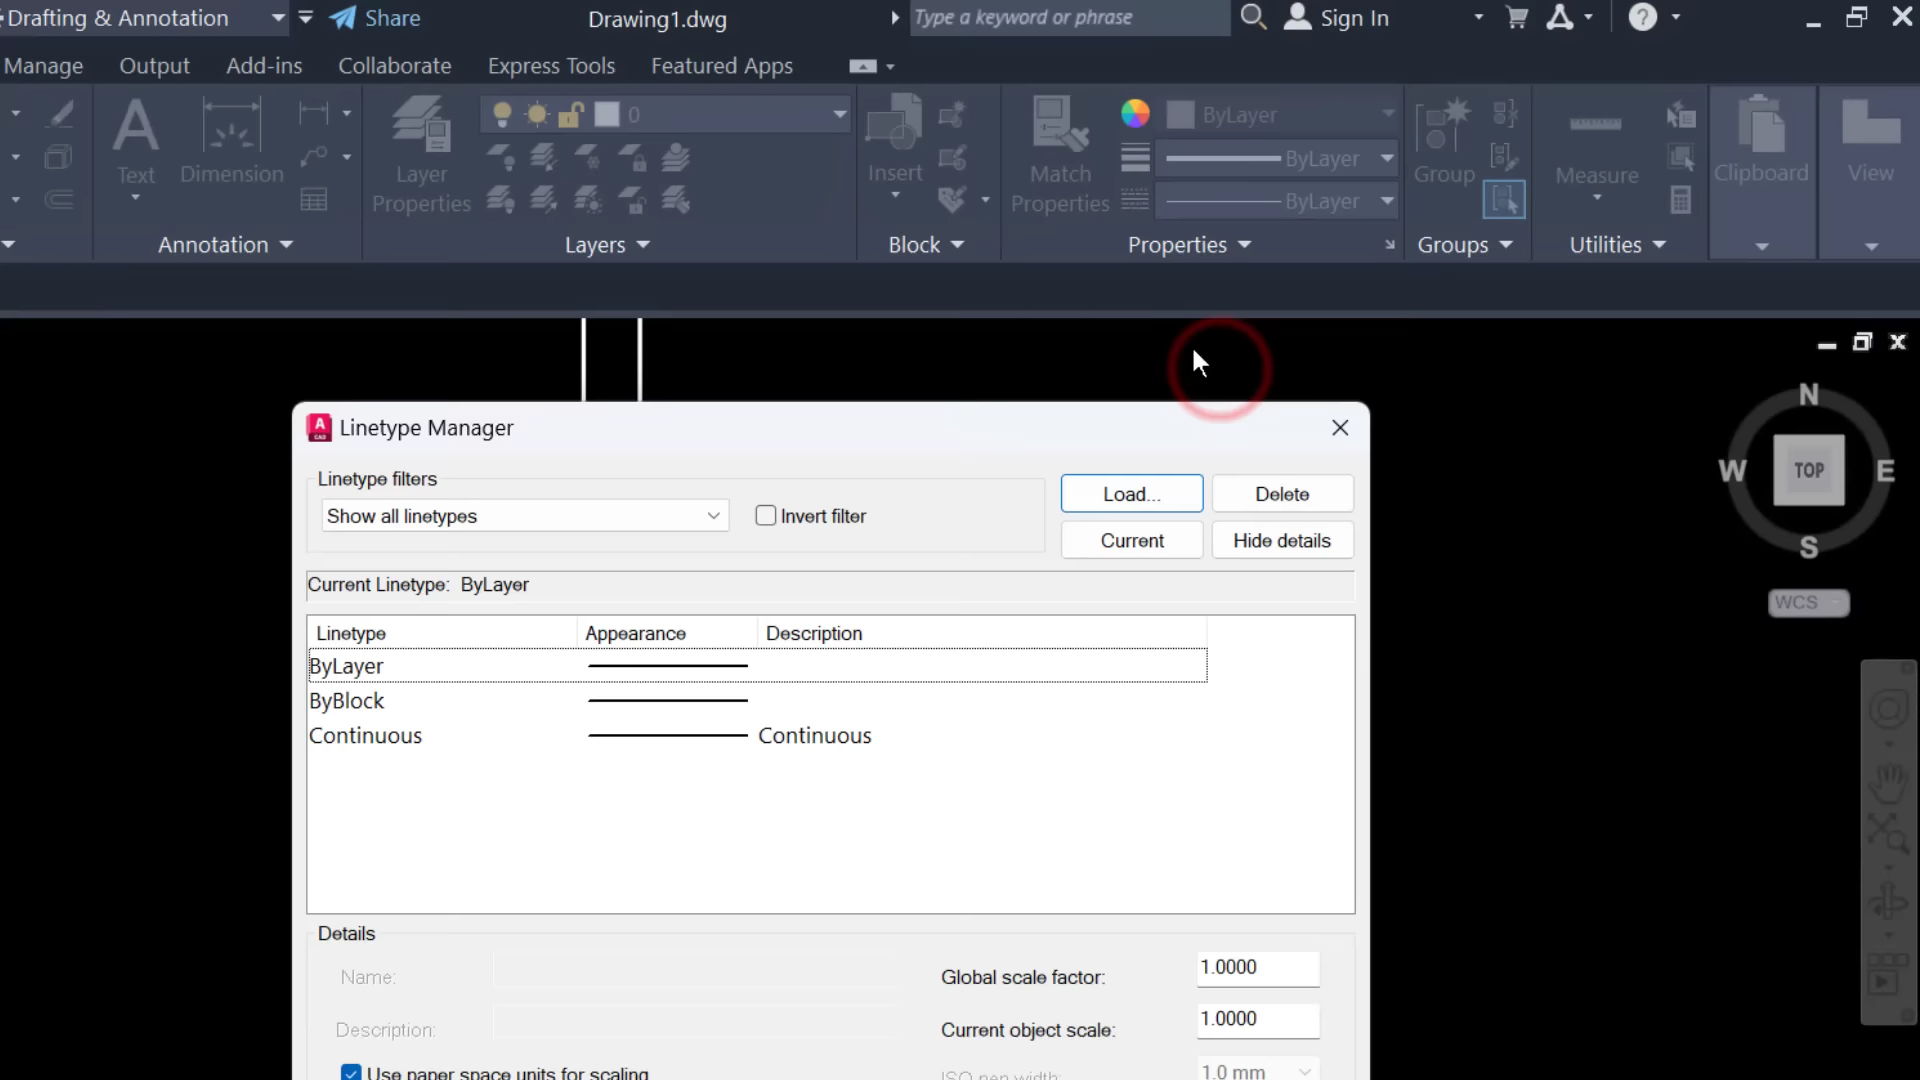 Drafting & Annotation
Share
Drawing1.dwg
Type a keyword or phrase
Sign In
?
Manage
Output
Add-ins
Collaborate
Express Tools
Featured Apps
A
Text
Dimension
Layer
Properties
0
Insert
Match
Properties
ByLayer
ByLayer
ByLayer
Group
Measure
Clipboard
View
Annotation
Layers
Block
Properties
Groups
Utilities
N
W
TOP
E
S
WCS
A
CAD
Linetype Manager
Linetype filters
Show all linetypes
Invert filter
Load...
Delete
Current
Hide details
Current Linetype: ByLayer
Linetype
Appearance
Description
ByLayer
ByBlock
Continuous
Continuous
Details
Name:
Global scale factor:
1.0000
Description:
Current object scale:
1.0000
Use paper space units for scaling
ISO pen width:
1.0 mm